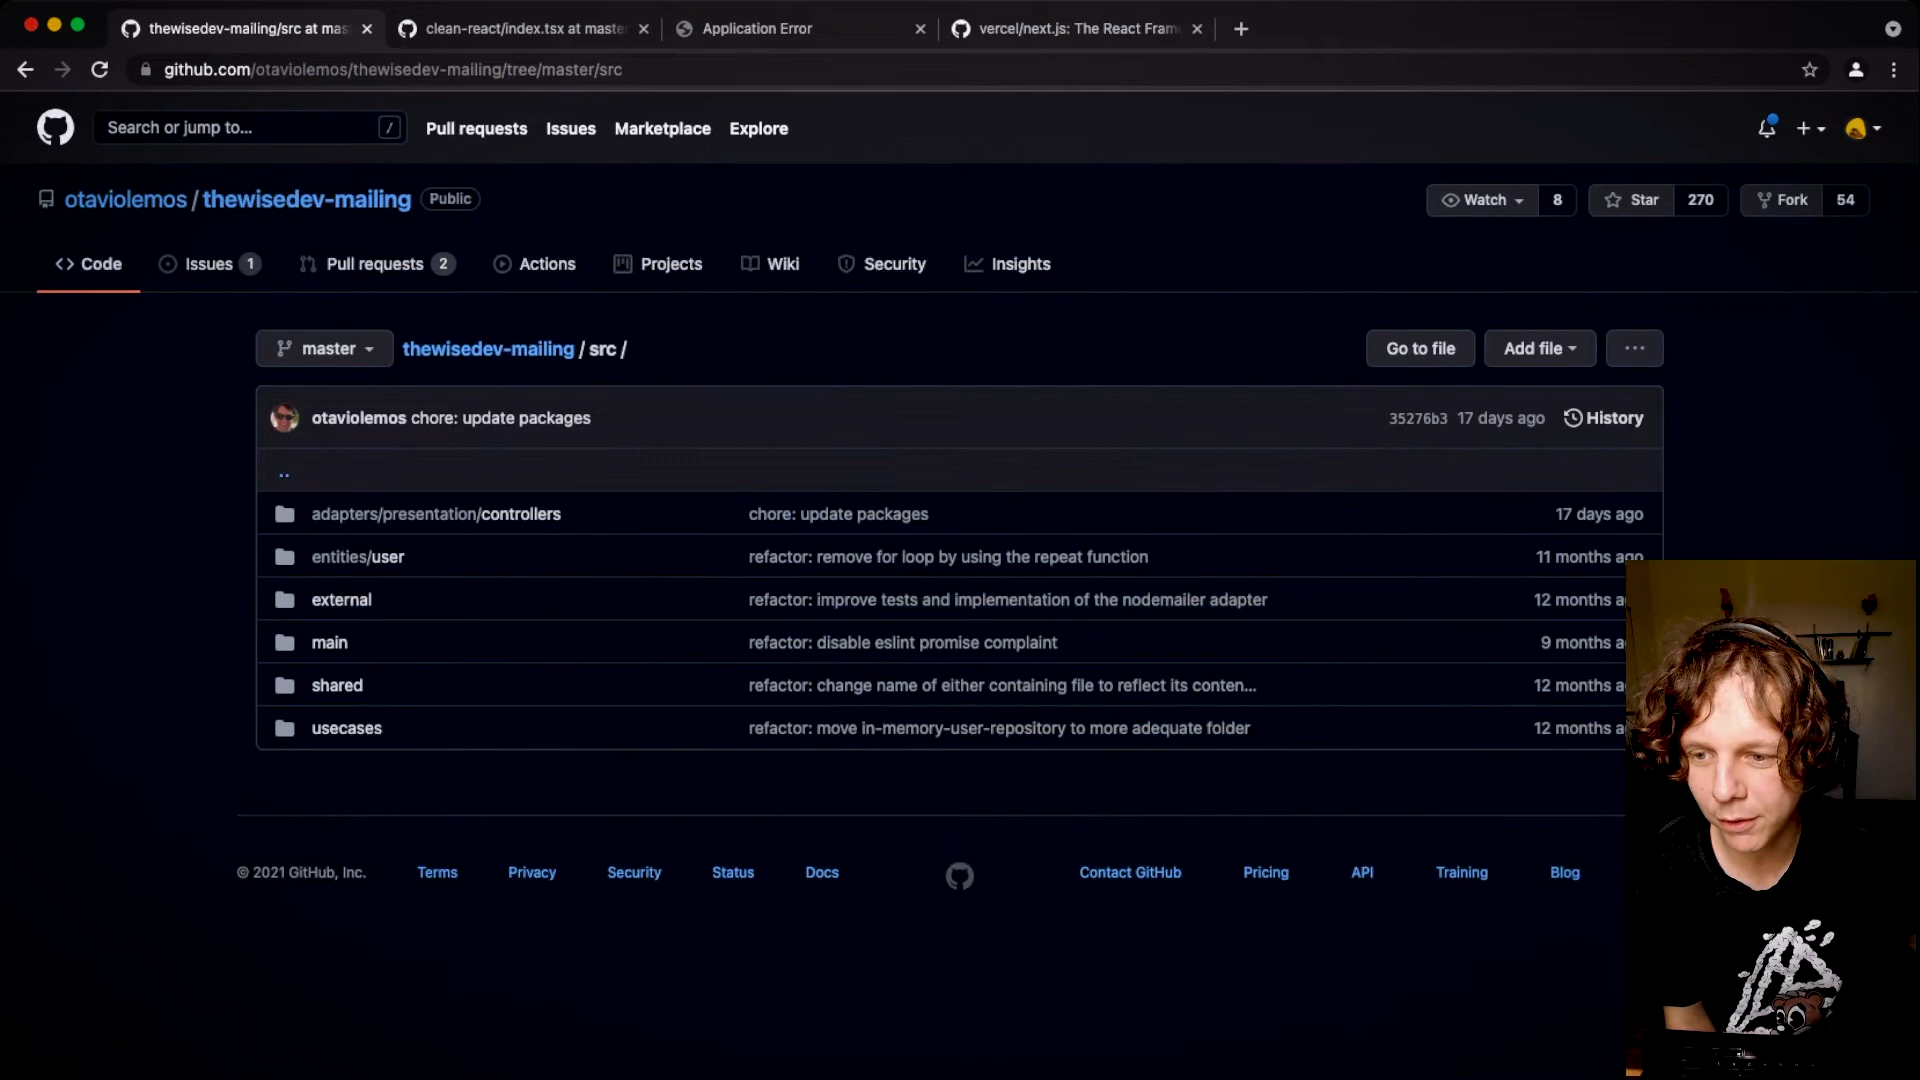 thewisedev-mailing/src at mas
clean-react/index.tsx at master
Application Error
vercel/next.js: The React Fram
github.com/otaviolemos/thewisedev-mailing/tree/master/src
Search or jump to... /
Pull requests Issues Marketplace Explore
otaviolemos / thewisedev-mailing Public
Watch 8 Star 270 Fork 54
<> Code Issues 1 Pull requests 2 Actions Projects Wiki Security Insights
master thewisedev-mailing / src / Go to file Add file ...
otaviolemos chore: update packages 35276b3 17 days ago History
..
adapters/presentation/controllers chore: update packages 17 days ago
entities/user refactor: remove for loop by using the repeat function 11 months ago
external refactor: improve tests and implementation of the nodemailer adapter 12 months a
main refactor: disable eslint promise complaint 9 months a
shared refactor: change name of either containing file to reflect its conten... 12 months a
usecases refactor: move in-memory-user-repository to more adequate folder 12 months a
© 2021 GitHub, Inc. Terms Privacy Security Status Docs Contact GitHub Pricing API Training Blog